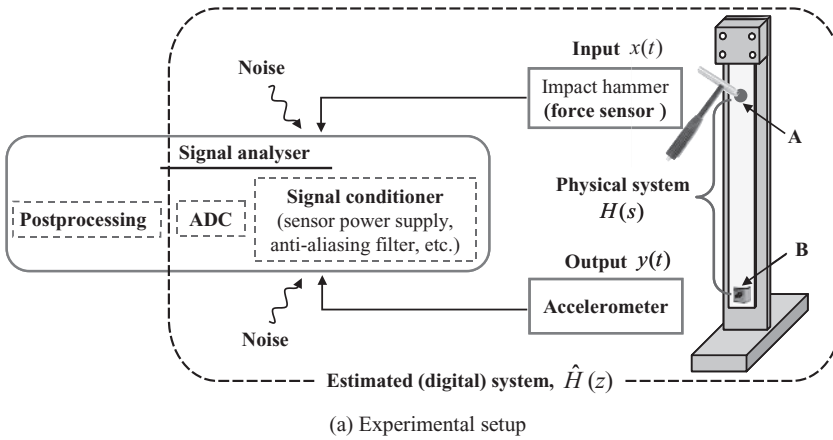 Input x(t)
Noise
Impact hammer
(force sensor )
A
Signal analyser
Physical system
H(s)
Signal conditioner
(sensor power supply,
anti-aliasing filter, etc.)
Postprocessing
ADC
Output y(t)
B
Accelerometer
Noise
Estimated (digital) system, Ĥ(z)
(a) Experimental setup